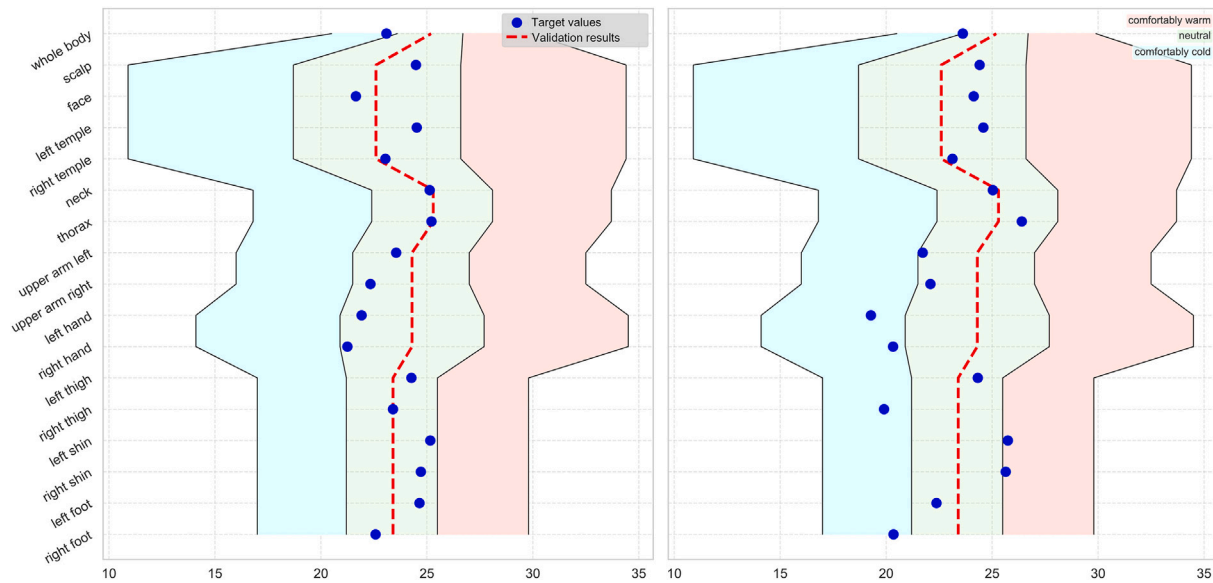 Target values
Validation results
comfortably warm
neutral
comfortably cold
whole body
scalp
face
left temple
right temple
neck
thorax
upper arm left
upper arm right
left hand
right hand
left thigh
right thigh
left shin
right shin
left foot
right foot
10 15 20 25 30 35
10 15 20 25 30 35